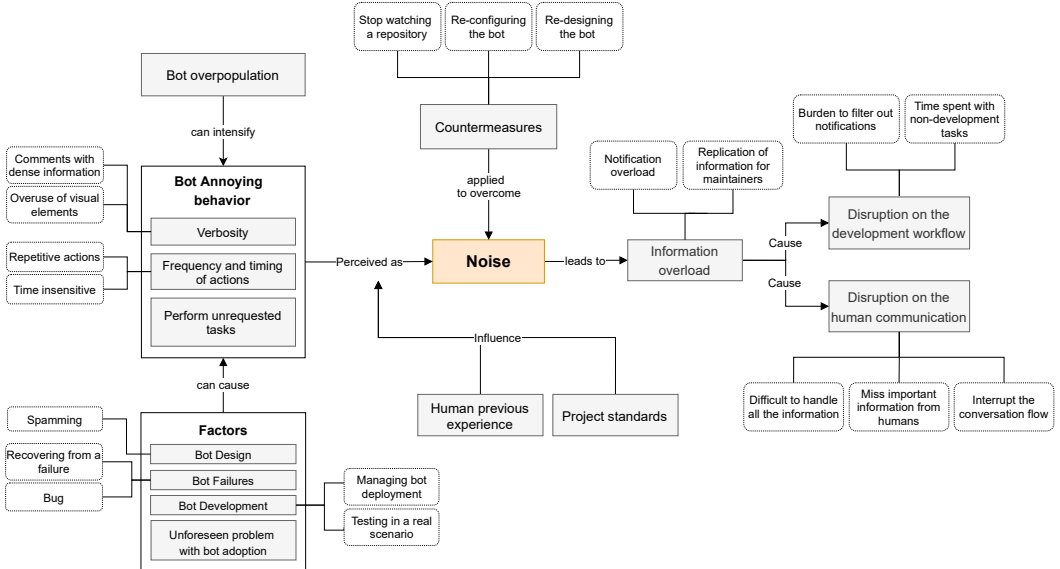 Stop watching
a repository
Re-configuring
the bot
Re-designing
the bot
Bot overpopulation
Countermeasures
can intensify
applied
to overcome
Comments with
dense information
Overuse of visual
elements
Repetitive actions
Time insensitive
Bot Annoying
behavior
Verbosity
Frequency and timing
of actions
Perform unrequested
tasks
Perceived as
Noise
leads to
Notification
overload
Replication of
information for
maintainers
Information
overload
Cause
Cause
Burden to filter out
notifications
Time spent with
non-development
tasks
Disruption on the
development workflow
Disruption on the
human communication
Difficult to handle
all the information
Miss important
information from
humans
Interrupt the
conversation flow
Influence
Human previous
experience
Project standards
can cause
Spamming
Recovering from a
failure
Bug
Factors
Bot Design
Bot Failures
Bot Development
Unforeseen problem
with bot adoption
Managing bot
deployment
Testing in a real
scenario